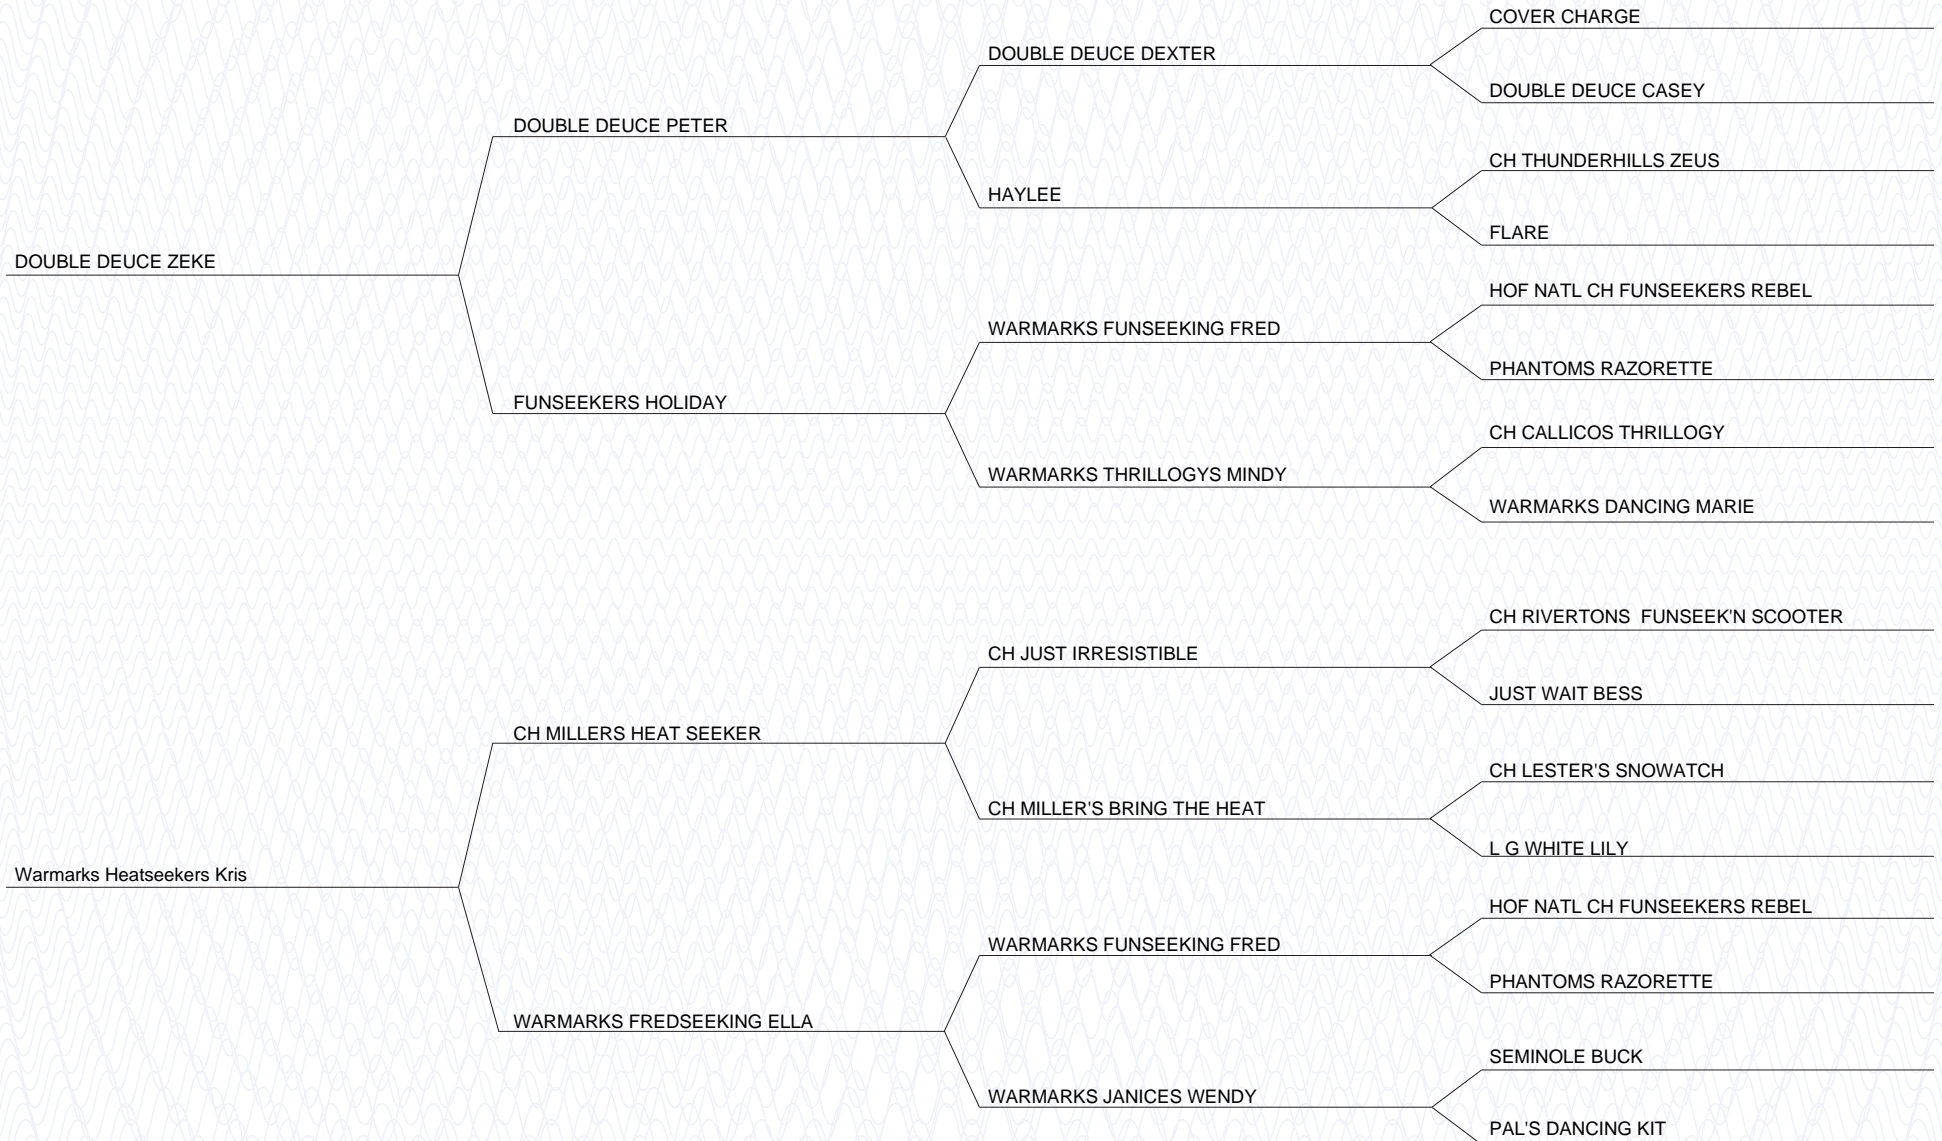 COVER CHARGE
DOUBLE DEUCE DEXTER
DOUBLE DEUCE CASEY
DOUBLE DEUCE PETER
CH THUNDERHILLS ZEUS
HAYLEE
FLARE
DOUBLE DEUCE ZEKE
HOF NATL CH FUNSEEKERS REBEL
WARMARKS FUNSEEKING FRED
PHANTOMS RAZORETTE
FUNSEEKERS HOLIDAY
CH CALLICOS THRILLOGY
WARMARKS THRILLOGYS MINDY
WARMARKS DANCING MARIE
CH RIVERTONS  FUNSEEK'N SCOOTER
CH JUST IRRESISTIBLE
JUST WAIT BESS
CH MILLERS HEAT SEEKER
CH LESTER'S SNOWATCH
CH MILLER'S BRING THE HEAT
L G WHITE LILY
Warmarks Heatseekers Kris
HOF NATL CH FUNSEEKERS REBEL
WARMARKS FUNSEEKING FRED
PHANTOMS RAZORETTE
WARMARKS FREDSEEKING ELLA
SEMINOLE BUCK
WARMARKS JANICES WENDY
PAL'S DANCING KIT